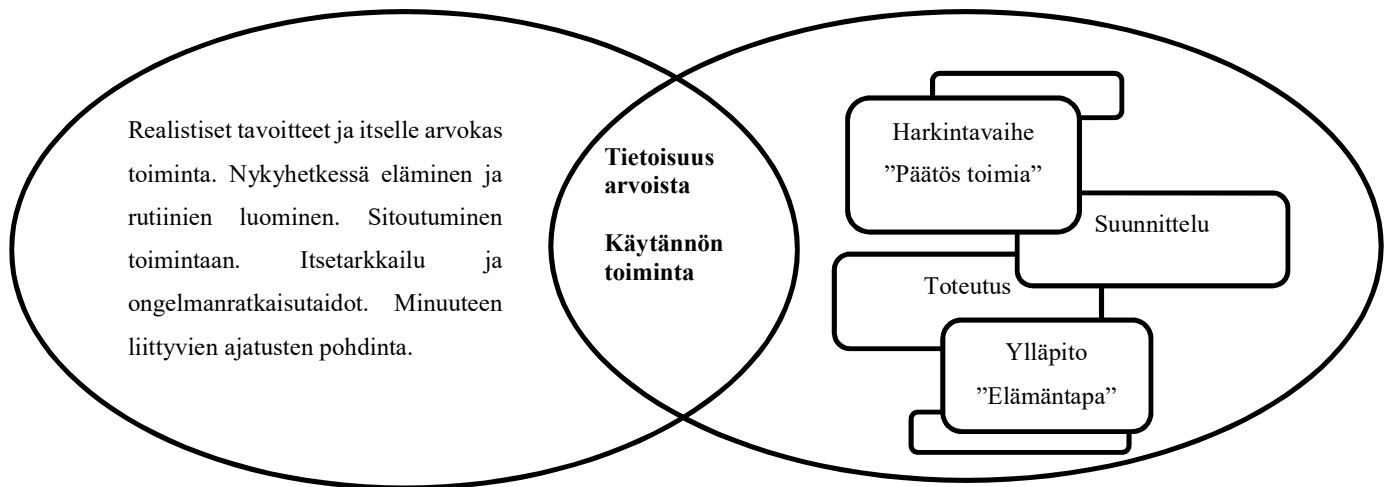 Realistiset tavoitteet ja itselle arvokas
toiminta. Nykyhetkessä eläminen ja
rutiinien luominen. Sitoutuminen
toimintaan. Itsetarkkailu ja
ongelmanratkaisutaidot. Minuuteen
liittyvien ajatusten pohdinta.
Tietoisuus
arvoista
Käytännön
toiminta
Harkintavaihe
”Päätös toimia”
Suunnittelu
Toteutus
Ylläpito
”Elämäntapa”